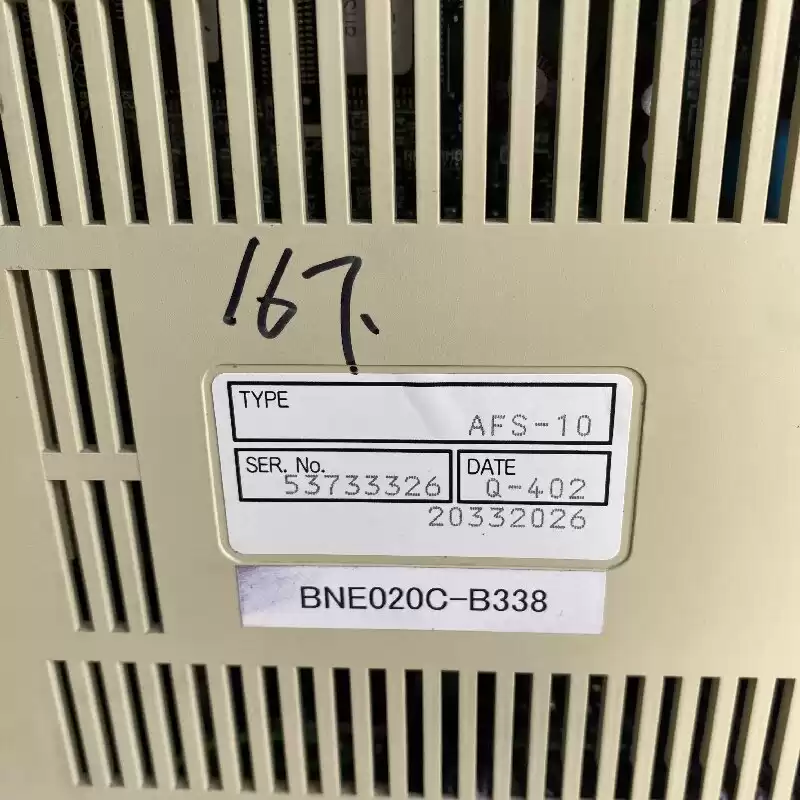 167.
TYPE
AFS-10
SER. No.
53733326
DATE
Q-402
20332026
BNE020C-B338